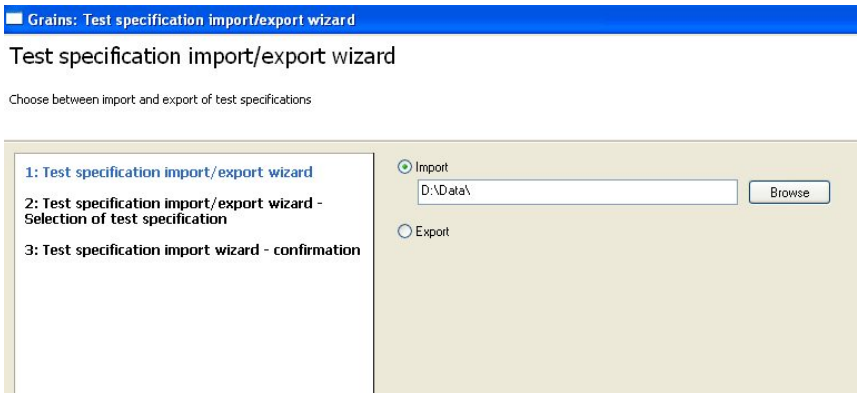 Grains: Test specification import/export wizard
Test specification import/export wizard
Choose between import and export of test specifications
1: Test specification import/export wizard
2: Test specification import/export wizard -
Selection of test specification
3: Test specification import wizard - confirmation
Import
D:\Data\
Browse
Export